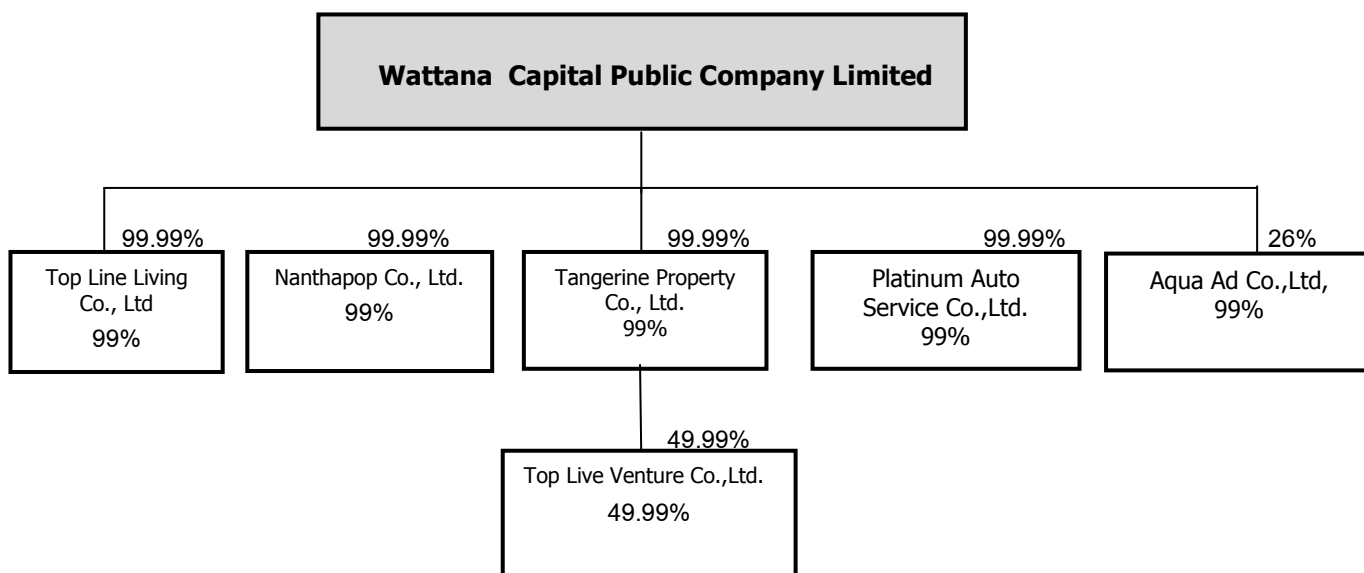 Wattana Capital Public Company Limited
99.99%
99.99%
99.99%
99.99%
26%
Top Line Living
Co., Ltd
99%
Nanthapop Co., Ltd.
99%
Tangerine Property
Co., Ltd.
99%
Platinum Auto
Service Co.,Ltd.
99%
Aqua Ad Co.,Ltd,
99%
49.99%
Top Live Venture Co.,Ltd.
49.99%